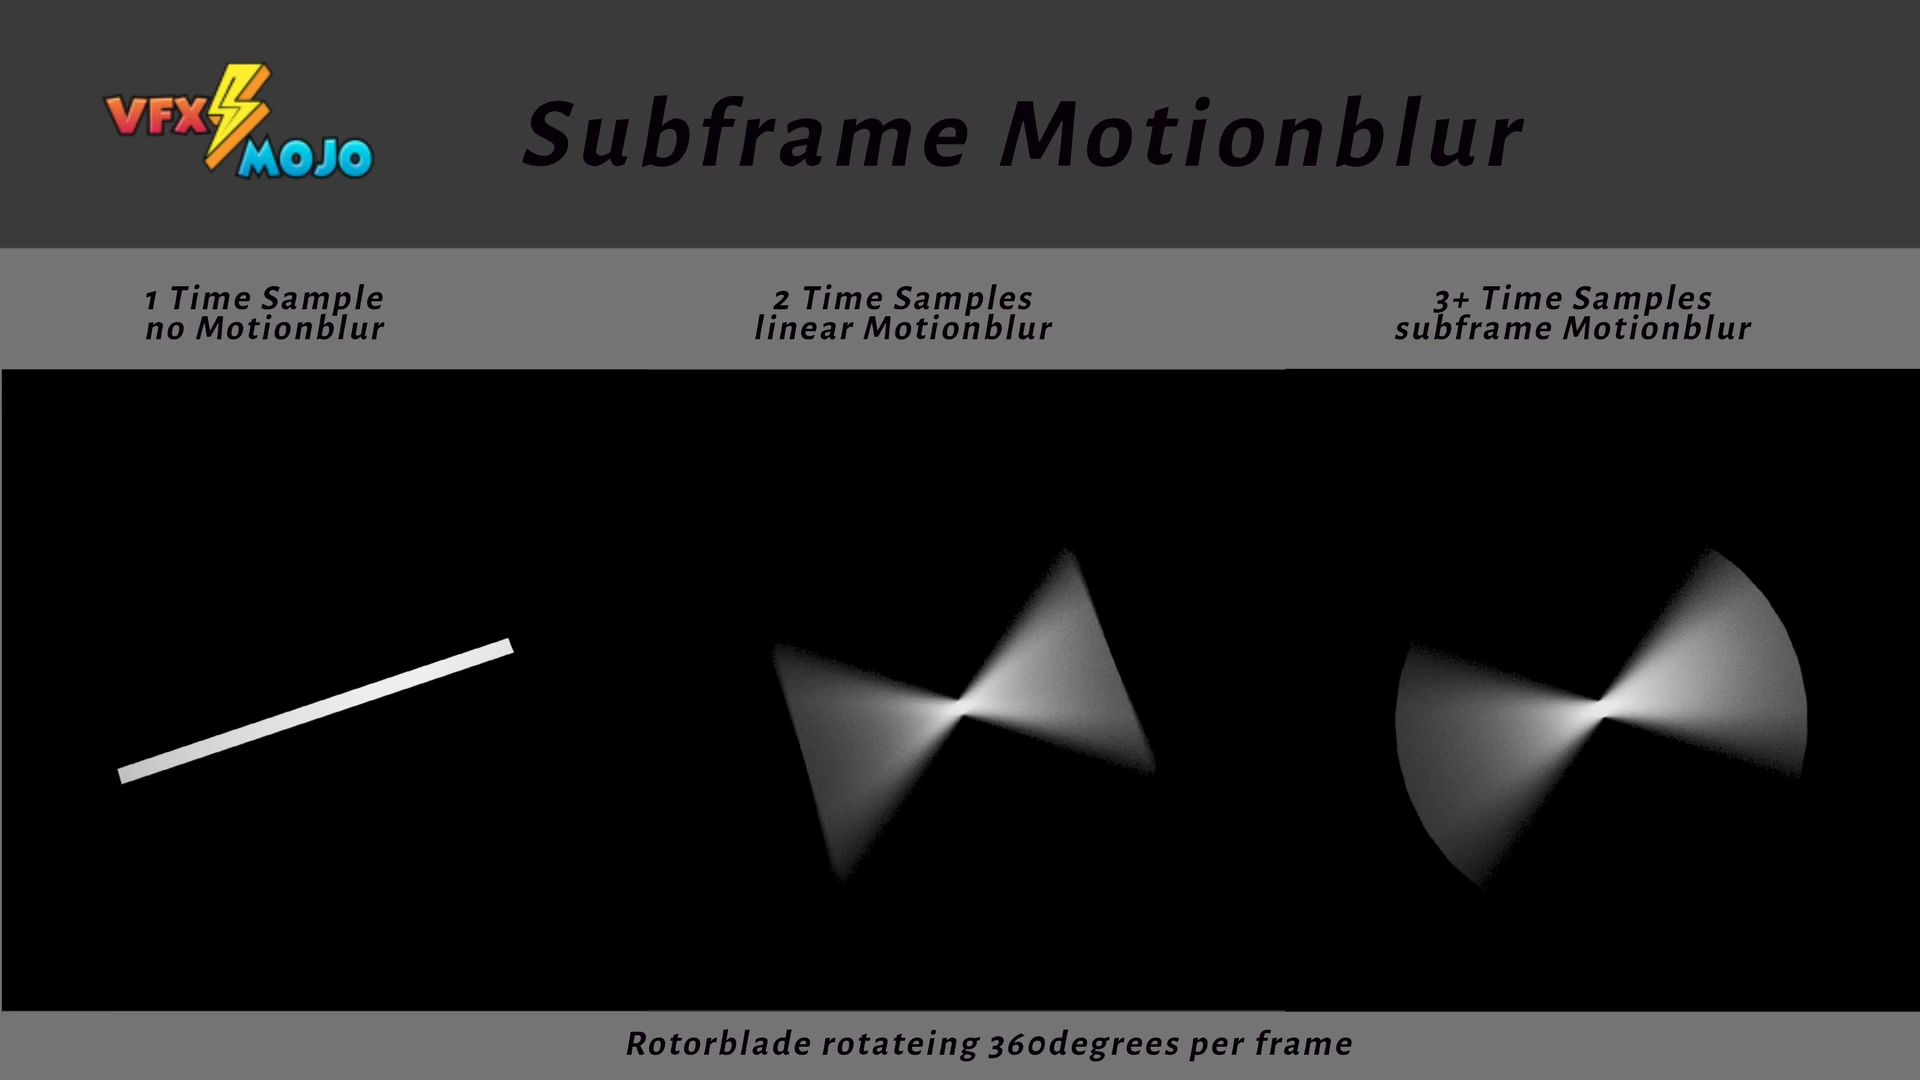 VFX
MOJO
Subframe Motionblur
1 Time Sample
no Motionblur
2 Time Samples
linear Motionblur
3+ Time Samples
subframe Motionblur
Rotorblade rotateing 360degrees per frame